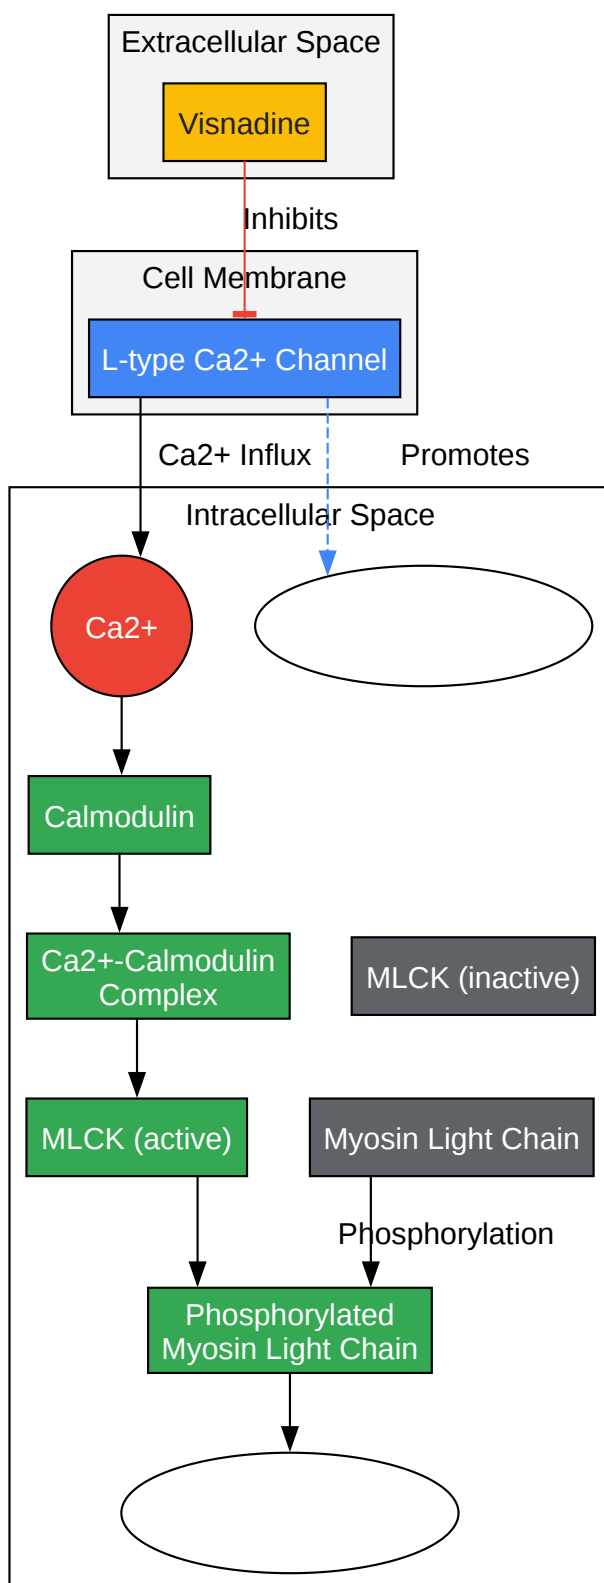 Extracellular Space
Visnadine
Inhibits
Cell Membrane
L-type Ca2+ Channel
Ca2+ Influx
Promotes
Intracellular Space
Ca2+
Calmodulin
Ca2+-Calmodulin
Complex
MLCK (inactive)
MLCK (active)
Myosin Light Chain
Phosphorylation
Phosphorylated
Myosin Light Chain